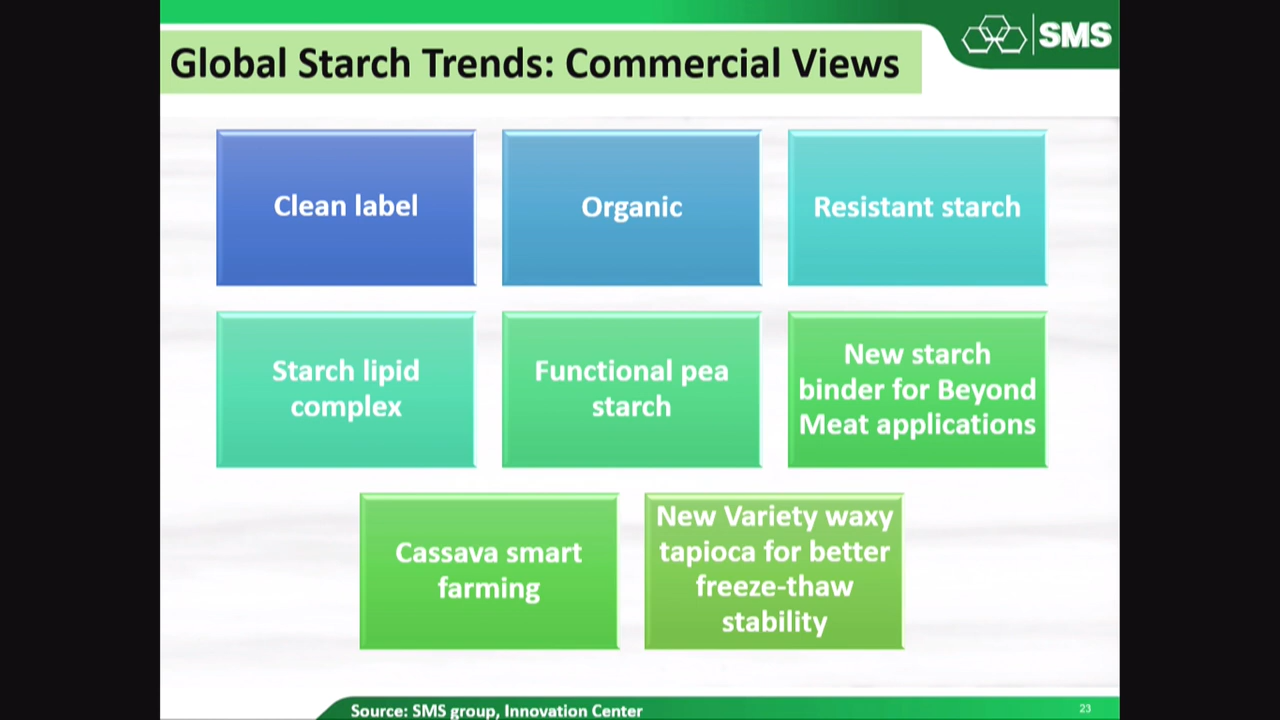 SMS
Global Starch Trends: Commercial Views
Clean label
Organic
Resistant starch
Starch lipid
complex
Functional pea
starch
New starch
binder for Beyond
Meat applications
Cassava smart
farming
New Variety waxy
tapioca for better
freeze-thaw
stability
Source: SMS group, Innovation Center
23